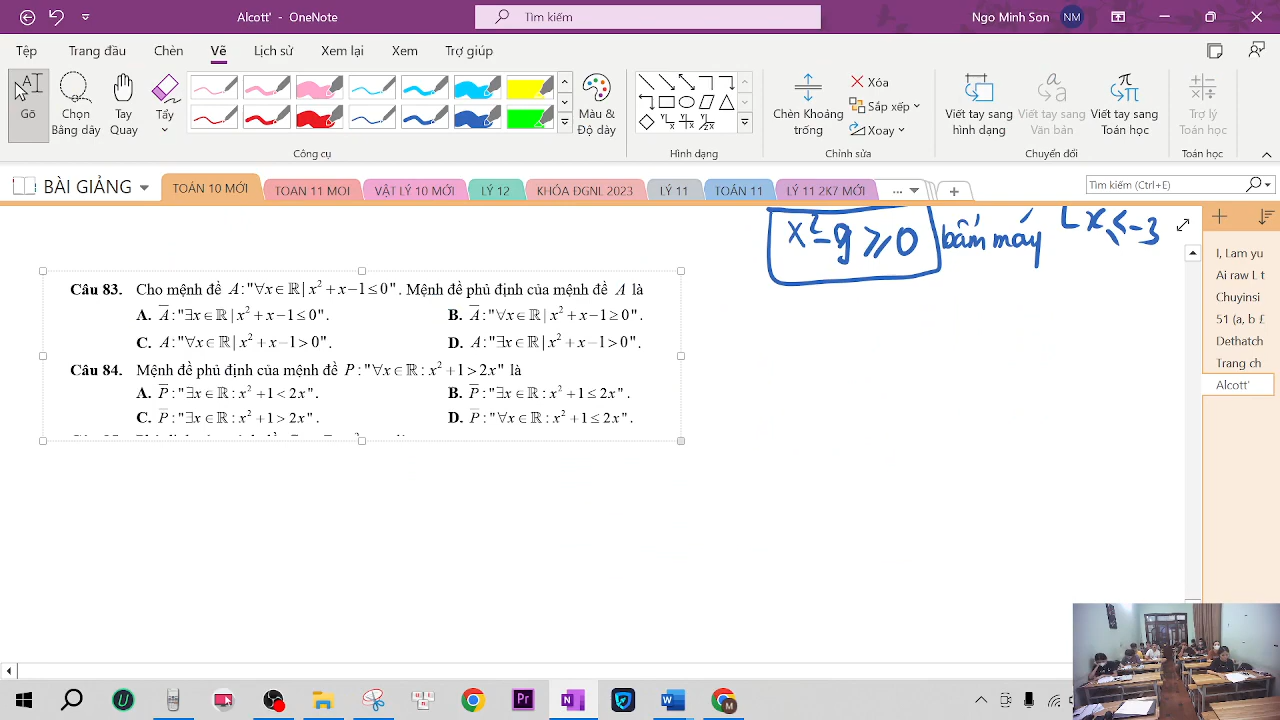 Alcott' - OneNote
Tìm kiếm
Ngo Minh Son NM
Tệp Trang đầu Chèn Vẽ Lịch sử Xem lại Xem Trợ giúp
Gõ
Chọn Bằng dây
Tay Quay
Tẩy
Màu & Độ dày
Chèn Khoảng trống
Xóa
Sắp xếp
Xoay
Viết tay sang hình dạng
Viết tay sang Văn bản
Viết tay sang Toán học
Trợ lý Toán học
Công cụ Hình dạng Chỉnh sửa Chuyển đổi Toán học
BÀI GIẢNG TOÁN 10 MỚI TOAN 11 MOI VẬT LÝ 10 MỚI LÝ 12 KHÓA ĐGNL 2023 LÝ 11 TOÁN 11 LÝ 11 2K7 MỚI ...
Tìm kiếm (Ctrl+E)
x²-9 ≥ 0 bấm máy x ≤ -3
Câu 83. Cho mệnh đề A:"∀x∈ℝ|x²+x−1≤0". Mệnh đề phủ định của mệnh đề A là
A. A̅:"∃x∈ℝ|x²+x−1≤0". B. A̅:"∀x∈ℝ|x²+x−1≥0".
C. A:"∀x∈ℝ|x²+x−1>0". D. A:"∃x∈ℝ|x²+x−1>0".
Câu 84. Mệnh đề phủ định của mệnh đề P:"∀x∈ℝ:x²+1>2x" là
A. P̅:"∃x∈ℝ:x²+1<2x". B. P̅:"∃x∈ℝ:x²+1≤2x".
C. P̅:"∃x∈ℝ:x²+1>2x". D. P̅:"∀x∈ℝ:x²+1≤2x".
I, Lam yu
Ai raw L t
Chuyinsi
51 (a, b £
Dethatch
Trang ch
Alcott'